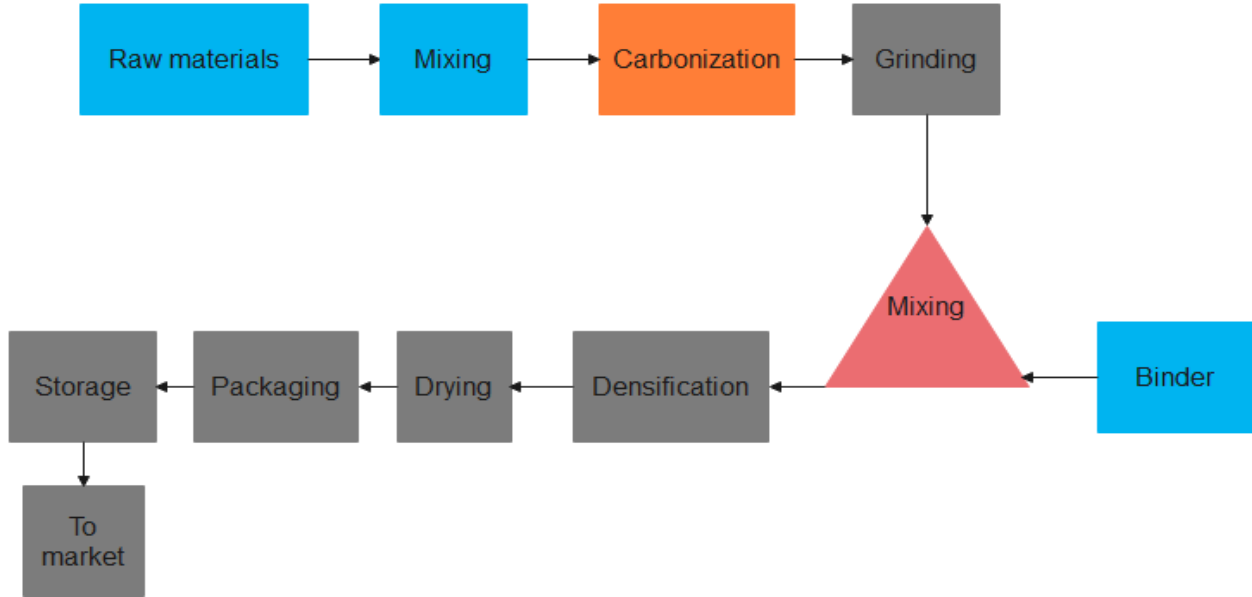 Raw materials
Mixing
Carbonization
Grinding
Mixing
Binder
Densification
Drying
Packaging
Storage
To
market